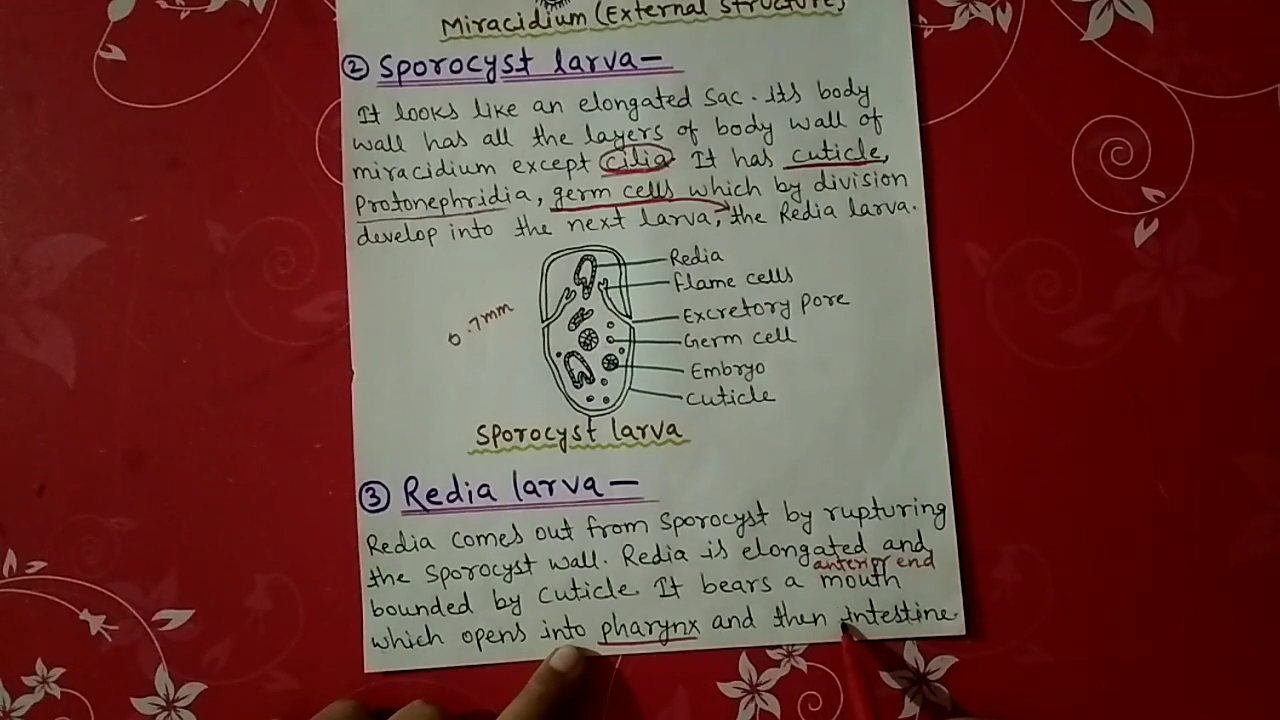 Miracidium (External Structure)
② Sporocyst larva—
It looks like an elongated sac. Its body
wall has all the layers of body wall of
miracidium except cilia It has cuticle,
Protonephridia, germ cells which by division
develop into the next larva, the Redia larva.
Redia
flame cells
Excretory pore
0.7mm
Germ cell
Embryo
cuticle
Sporocyst larva
③ Redia larva—
Redia comes out from Sporocyst by rupturing
the sporocyst wall. Redia is elongated and
anterior end
bounded by cuticle. It bears a mouth
which opens into pharynx and then intestine.